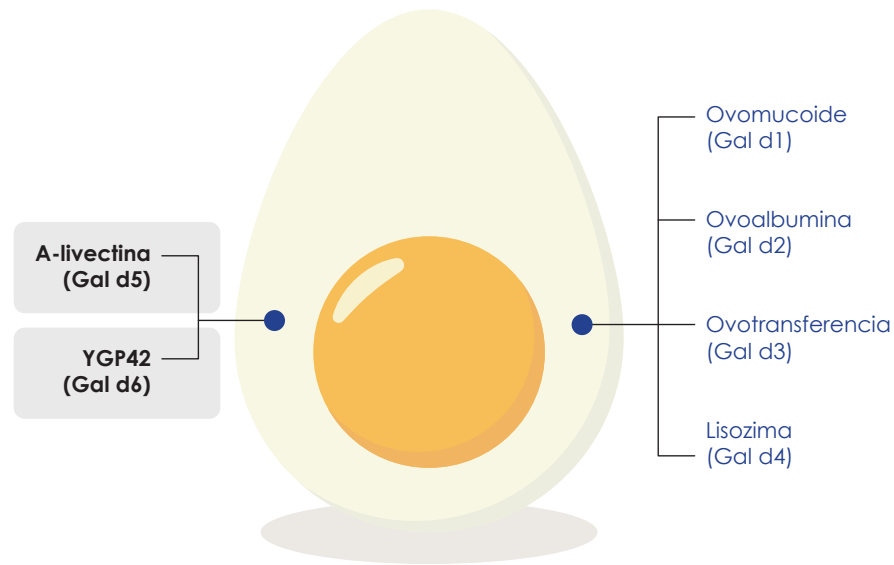 A-livectina
(Gal d5)
YGP42
(Gal d6)
Ovomucoide
(Gal d1)
Ovoalbumina
(Gal d2)
Ovotransferencia
(Gal d3)
Lisozima
(Gal d4)